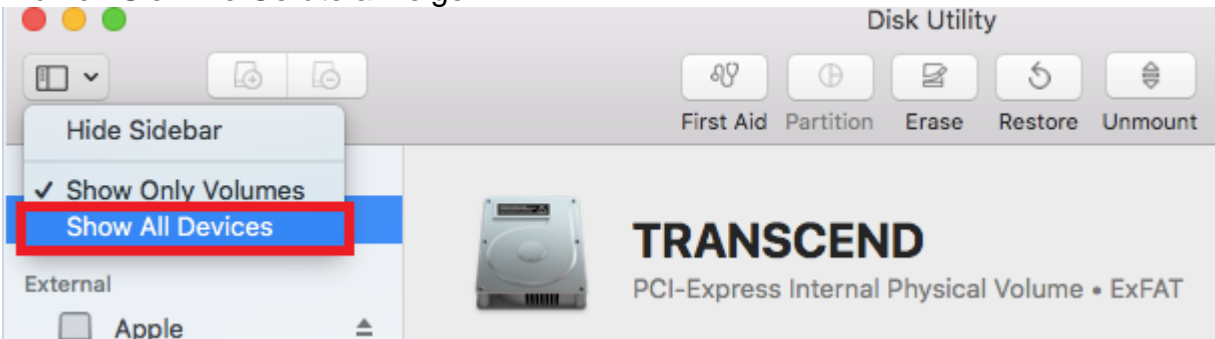 Disk Utility
First Aid Partition Erase Restore Unmount
Hide Sidebar
✓ Show Only Volumes
Show All Devices
External
Apple
TRANSCEND
PCI-Express Internal Physical Volume • ExFAT